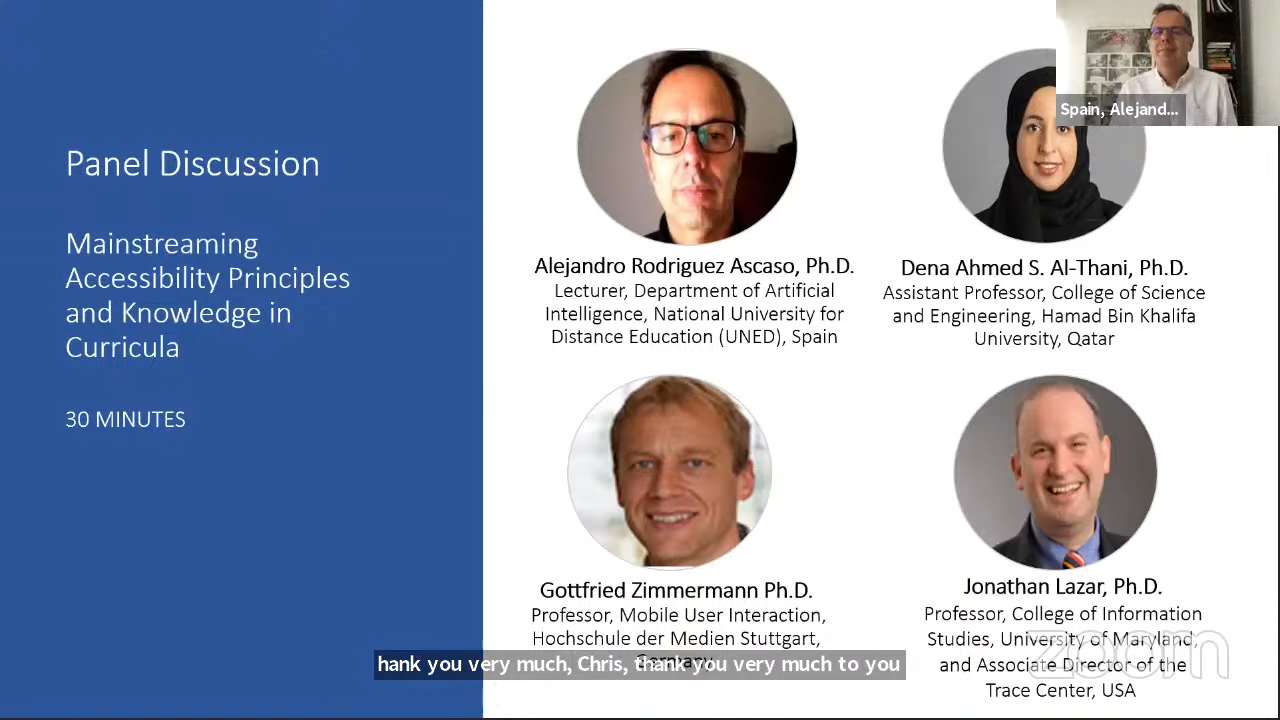 Panel Discussion
Mainstreaming
Accessibility Principles
and Knowledge in
Curricula
30 MINUTES
Spain, Alejand...
Alejandro Rodriguez Ascaso, Ph.D.
Lecturer, Department of Artificial
Intelligence, National University for
Distance Education (UNED), Spain
Dena Ahmed S. Al-Thani, Ph.D.
Assistant Professor, College of Science
and Engineering, Hamad Bin Khalifa
University, Qatar
Gottfried Zimmermann Ph.D.
Professor, Mobile User Interaction,
Hochschule der Medien Stuttgart,
Germany
Jonathan Lazar, Ph.D.
Professor, College of Information
Studies, University of Maryland,
and Associate Director of the
Trace Center, USA
hank you very much, Chris, thank you very much to you
zoom